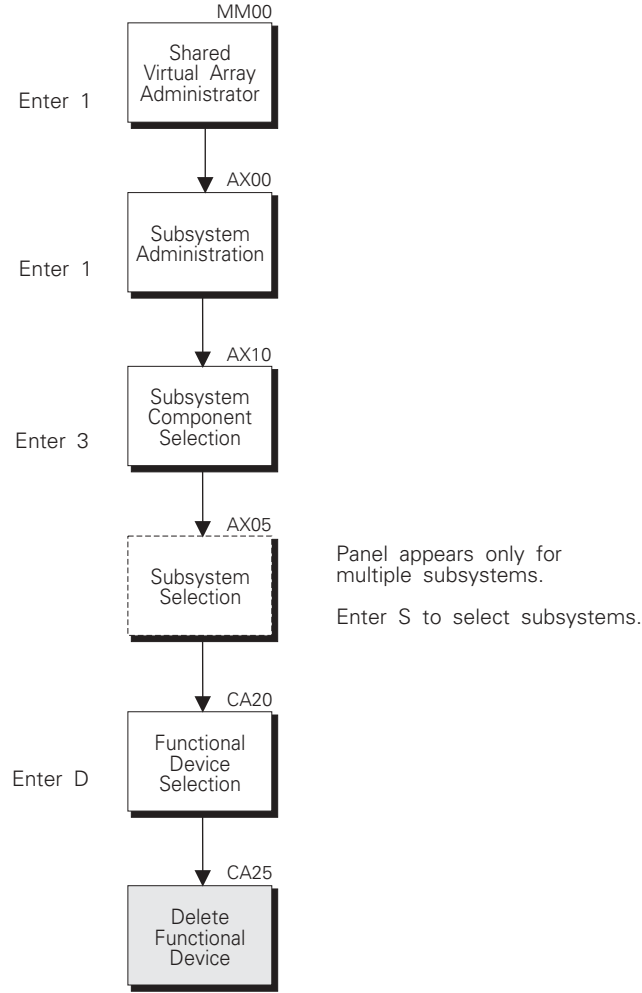 MM00
Shared
Virtual Array
Administrator
Enter 1
AX00
Subsystem
Administration
Enter 1
AX10
Subsystem
Component
Selection
Enter 3
AX05
Subsystem
Selection
Panel appears only for
multiple subsystems.
Enter S to select subsystems.
CA20
Functional
Device
Selection
Enter D
CA25
Delete
Functional
Device